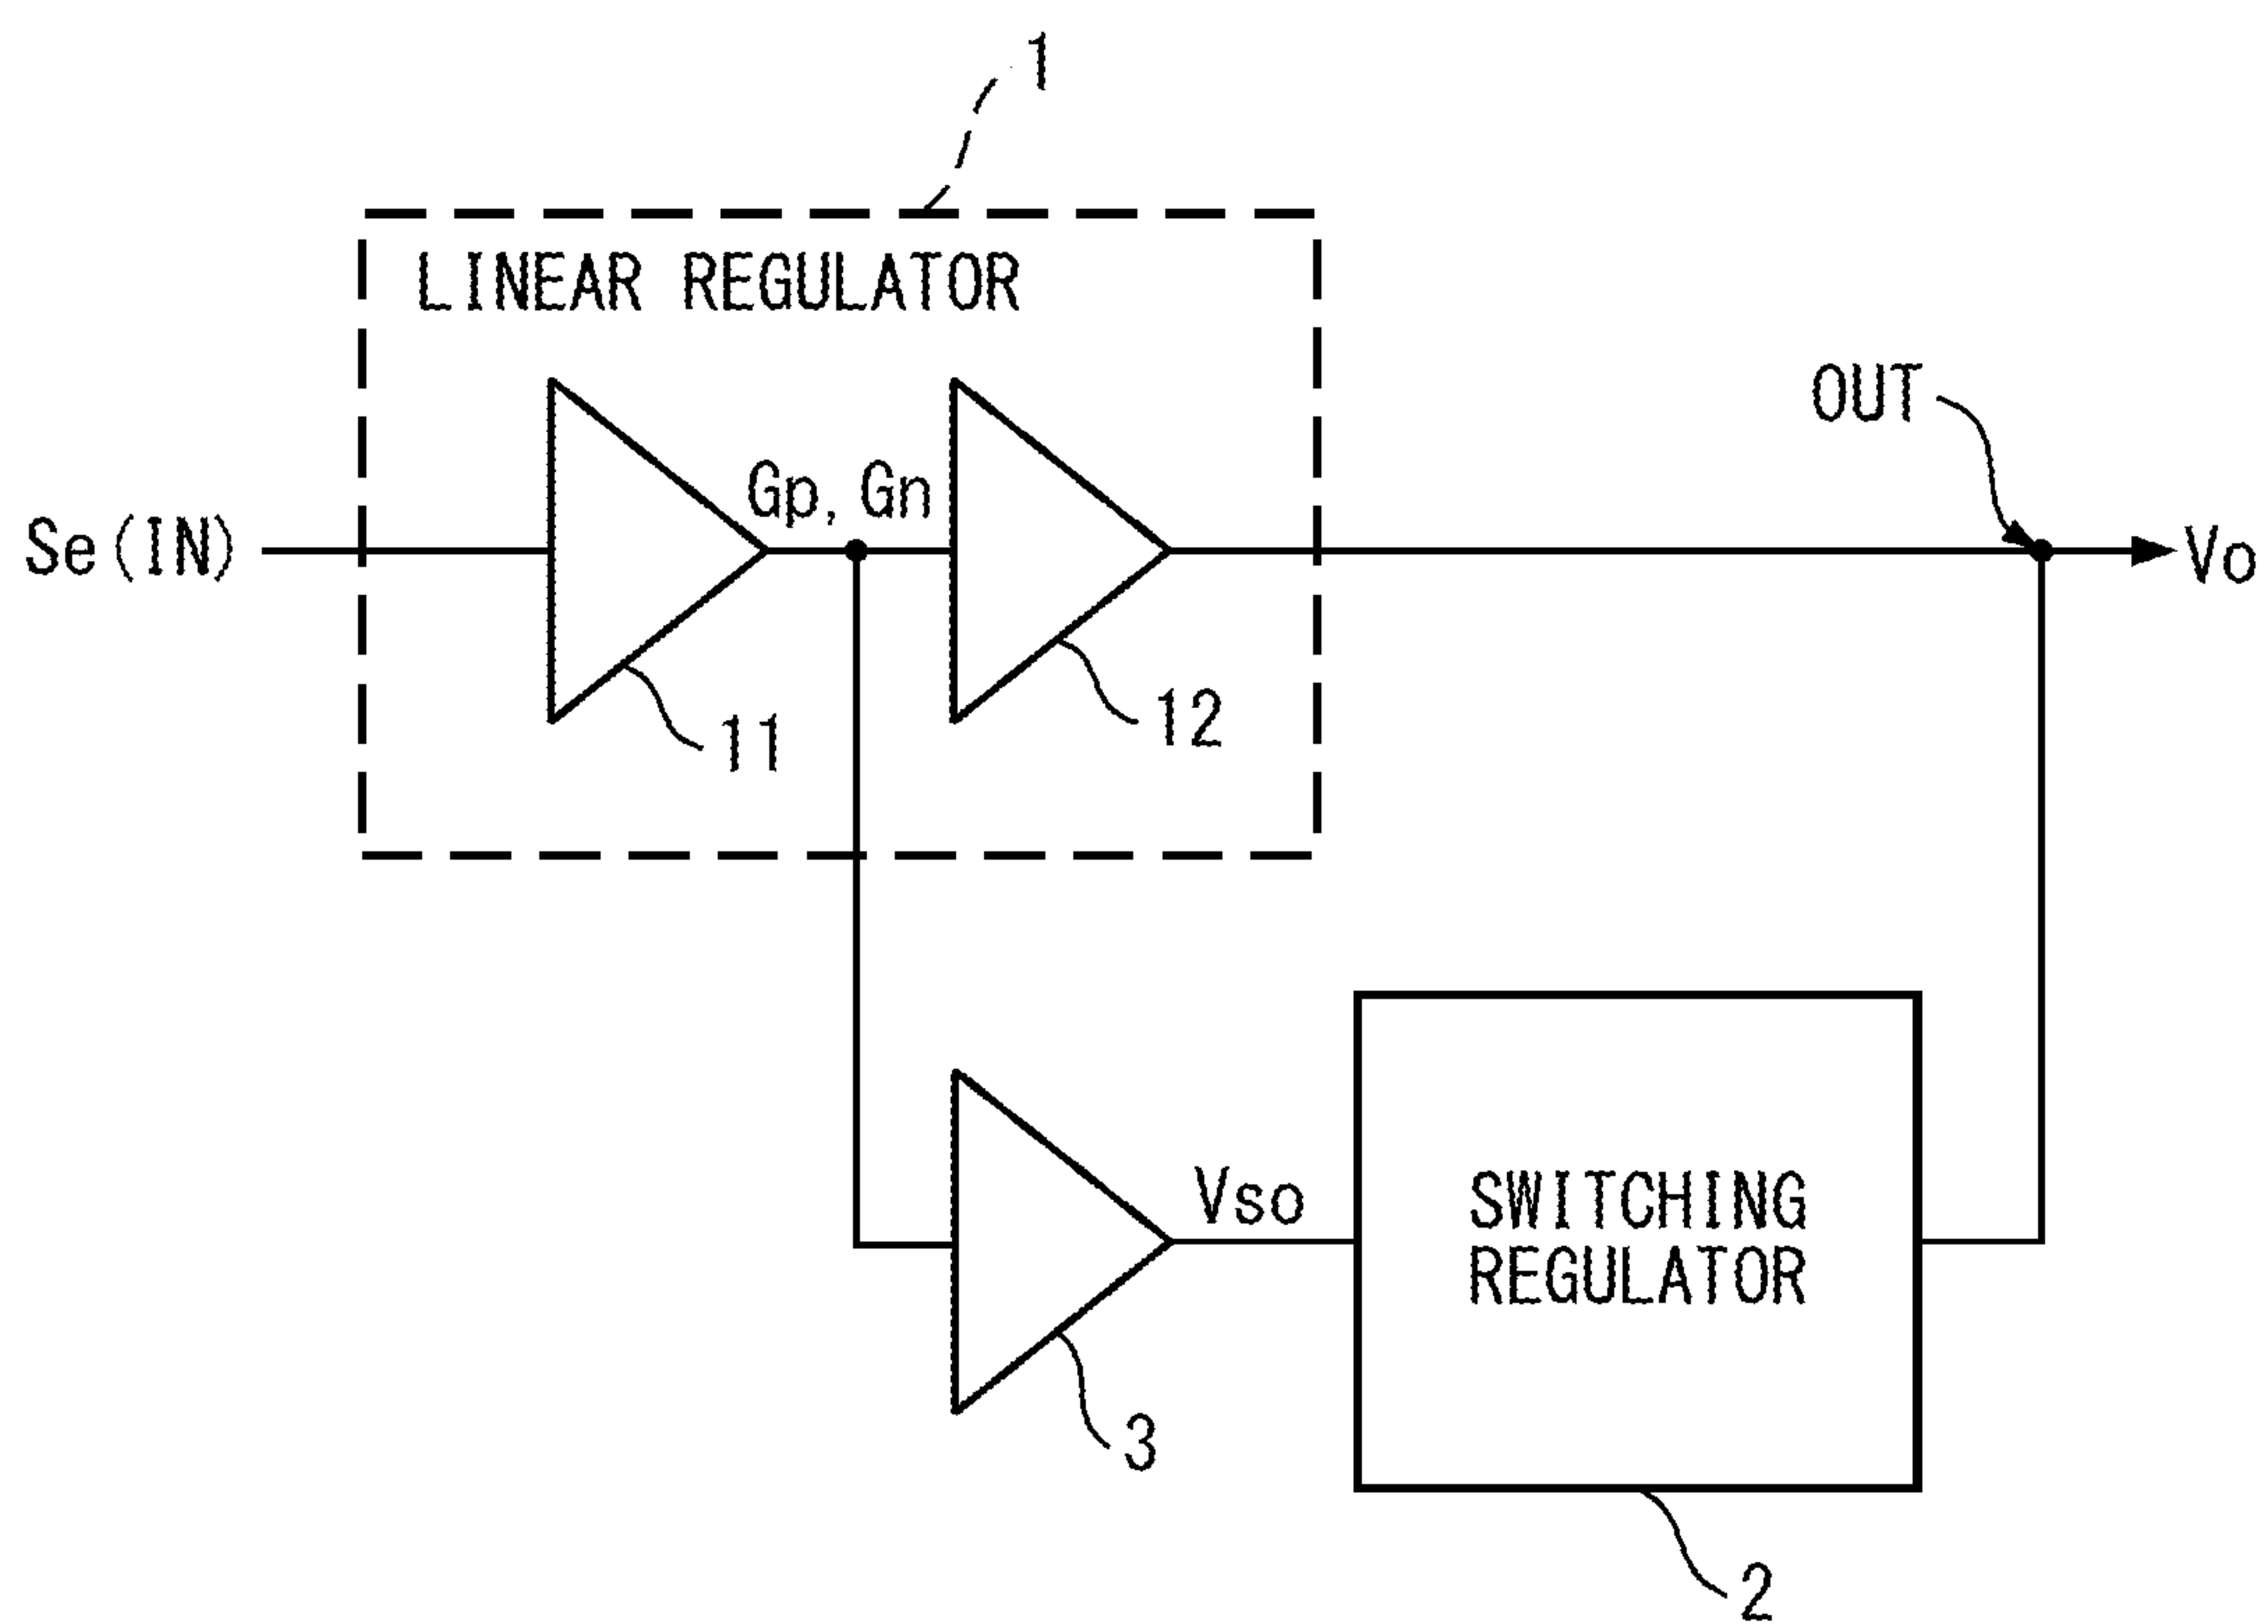 1
LINEAR REGULATOR
OUT
Gp, Gn
Se(IN)
Vo
11
12
Vso
SWITCHING
REGULATOR
3
2